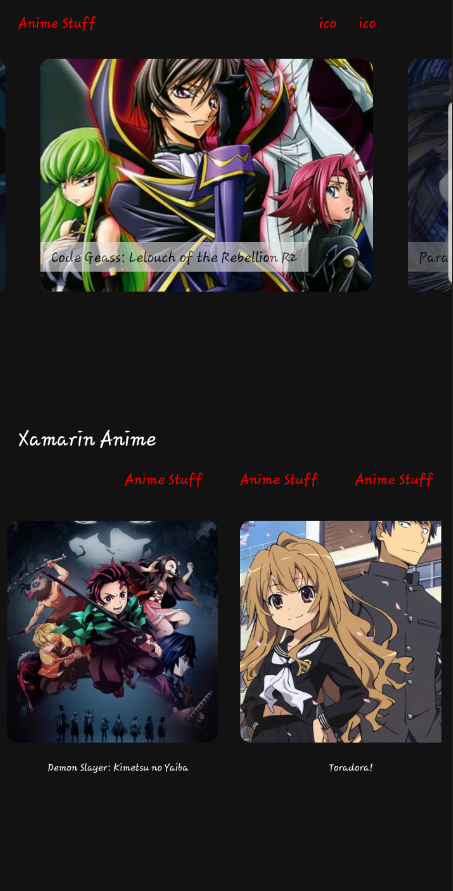 Anime Stuff
ico ico
Code Geass: Lelouch of the Rebellion R2
Para
Xamarin Anime
Anime Stuff Anime Stuff Anime Stuff
Demon Slayer: Kimetsu no Yaiba
Toradora!